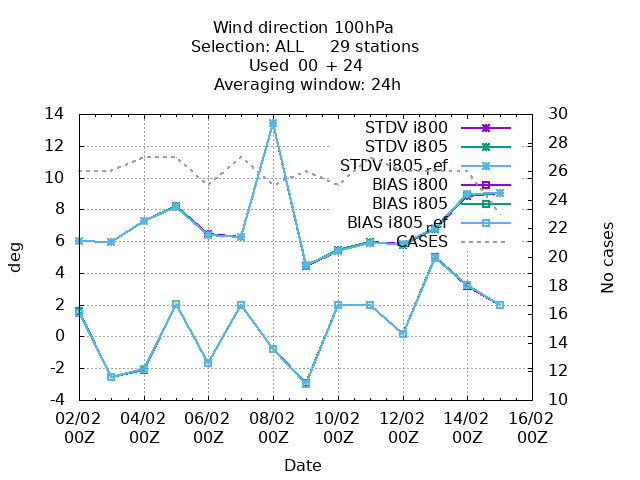 Wind direction 100hPa
Selection: ALL 29 stations
Used 00 + 24
Averaging window: 24h
14
12
10
8
6
4
2
0
-2
-4
deg
30
28
26
24
22
20
18
16
14
12
10
No cases
STDV i800
STDV i805
STDV i805_ref
BIAS i800
BIAS i805
BIAS i805_ref
CASES
02/02 04/02 06/02 08/02 10/02 12/02 14/02 16/02
00Z 00Z 00Z 00Z 00Z 00Z 00Z 00Z
Date